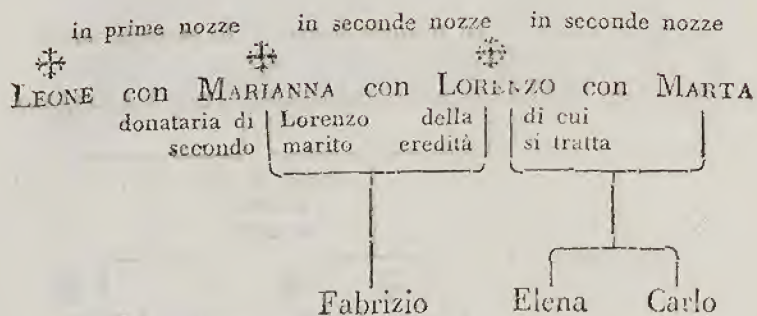 in prime nozze in seconde nozze in seconde nozze
LEONE con MARIANNA con LORENZO con MARTA
donataria di Lorenzo della di cui
secondo marito eredità si tratta
Fabrizio Elena Carlo